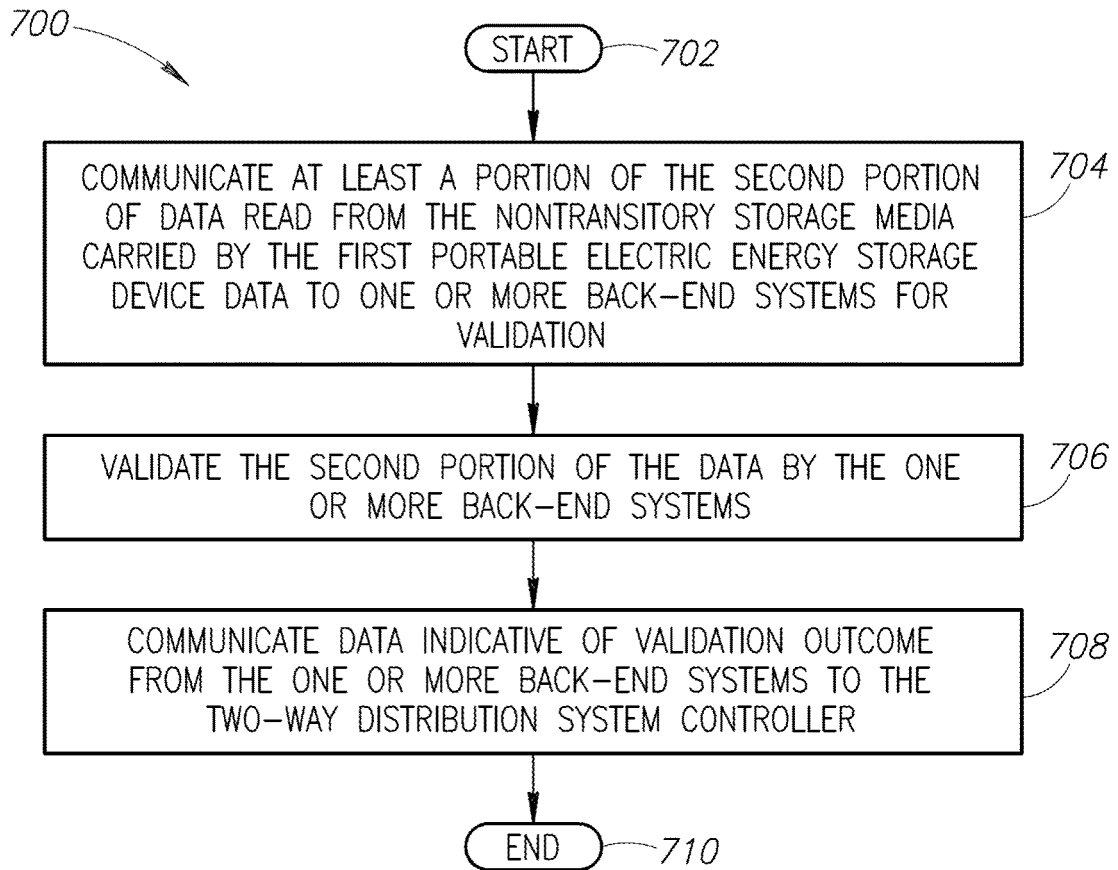 700
START
702
COMMUNICATE AT LEAST A PORTION OF THE SECOND PORTION
OF DATA READ FROM THE NONTRANSITORY STORAGE MEDIA
CARRIED BY THE FIRST PORTABLE ELECTRIC ENERGY STORAGE
DEVICE DATA TO ONE OR MORE BACK-END SYSTEMS FOR
VALIDATION
704
VALIDATE THE SECOND PORTION OF THE DATA BY THE ONE
OR MORE BACK-END SYSTEMS
706
COMMUNICATE DATA INDICATIVE OF VALIDATION OUTCOME
FROM THE ONE OR MORE BACK-END SYSTEMS TO THE
TWO-WAY DISTRIBUTION SYSTEM CONTROLLER
708
END
710